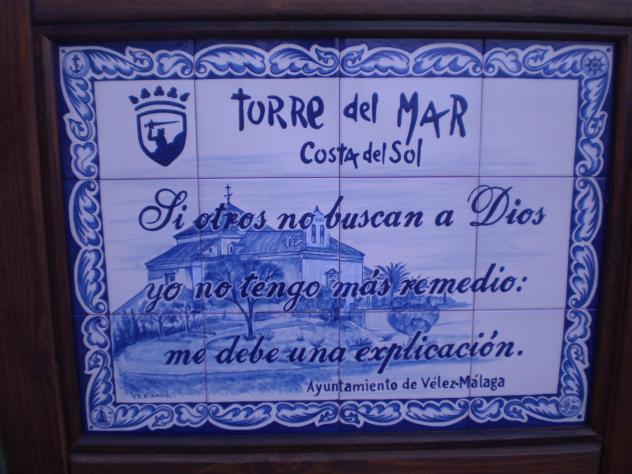 TORRE del MAR
Costa del Sol
Si otros no buscan a Dios
yo no tengo más remedio:
me debe una explicación.
Ayuntamiento de Vélez-Málaga